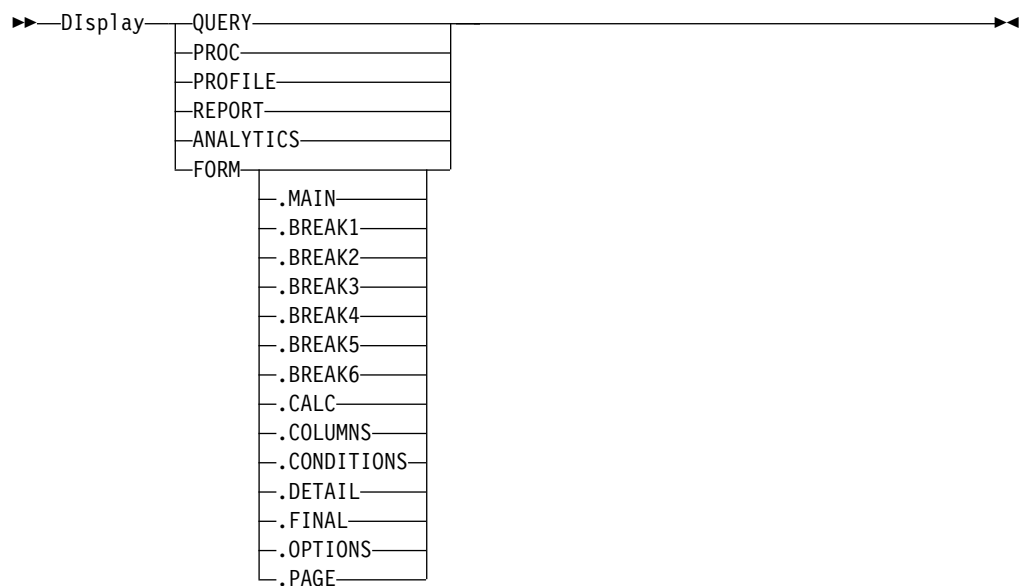 DIsplay QUERY
PROC
PROFILE
REPORT
ANALYTICS
FORM
.MAIN
.BREAK1
.BREAK2
.BREAK3
.BREAK4
.BREAK5
.BREAK6
.CALC
.COLUMNS
.CONDITIONS
.DETAIL
.FINAL
.OPTIONS
.PAGE